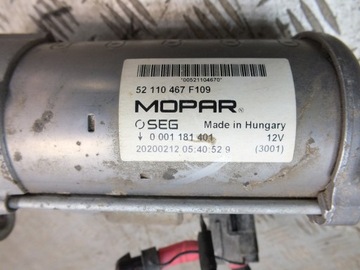 *00521104670*
52 110 467 F109
MOPAR
SEG Made in Hungary
0 001 181 401 12V
20200212 05:40:52 9 (3001)